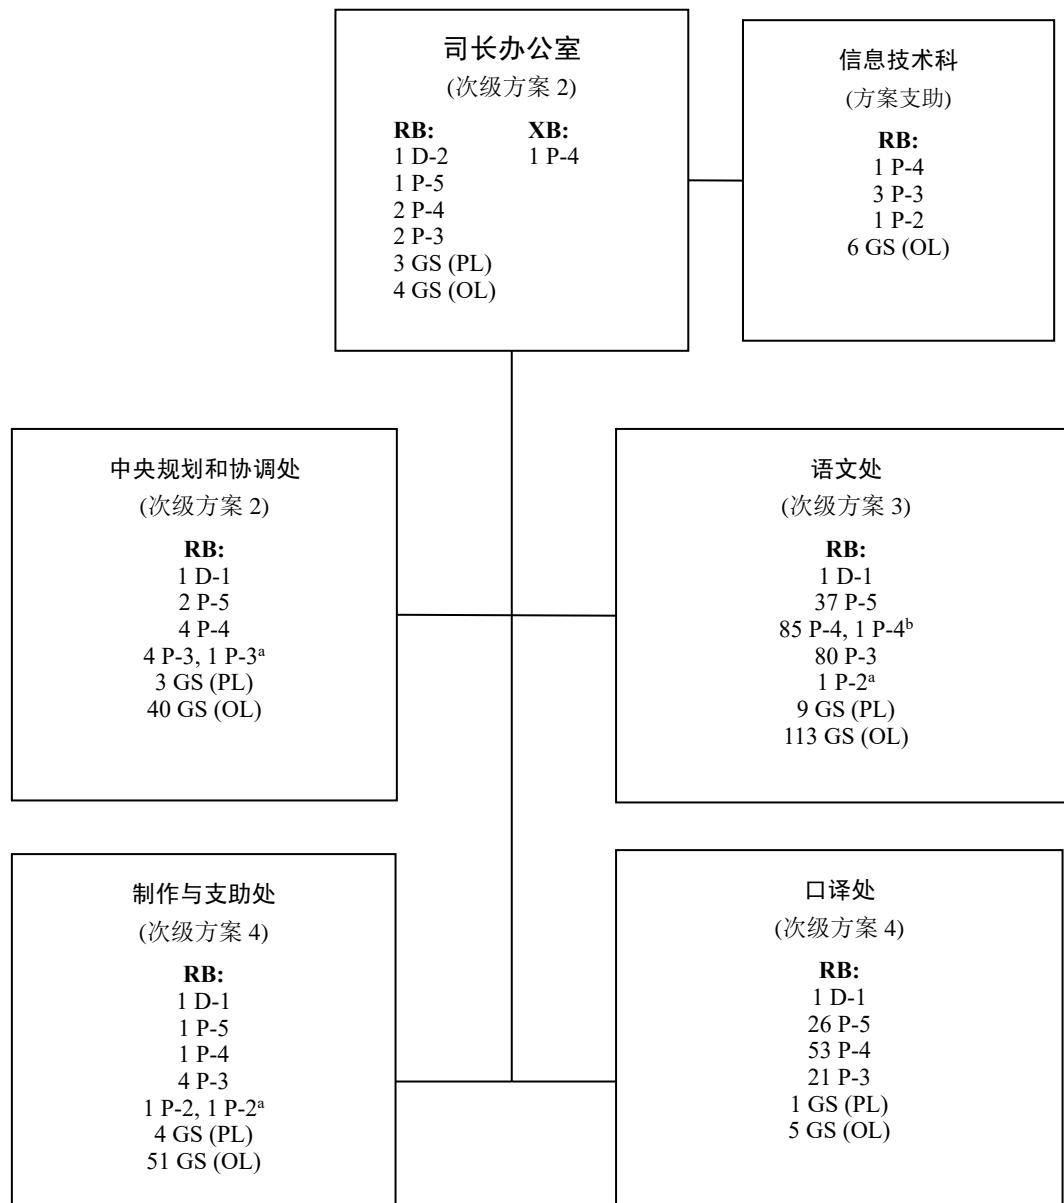 司长办公室
(次级方案 2)
RB:
1 D-2
1 P-5
2 P-4
2 P-3
3 GS (PL)
4 GS (OL)
XB:
1 P-4
信息技术科
(方案支助)
RB:
1 P-4
3 P-3
1 P-2
6 GS (OL)
中央规划和协调处
(次级方案 2)
RB:
1 D-1
2 P-5
4 P-4
4 P-3, 1 P-3ᵃ
3 GS (PL)
40 GS (OL)
语文处
(次级方案 3)
RB:
1 D-1
37 P-5
85 P-4, 1 P-4ᵇ
80 P-3
1 P-2ᵃ
9 GS (PL)
113 GS (OL)
制作与支助处
(次级方案 4)
RB:
1 D-1
1 P-5
1 P-4
4 P-3
1 P-2, 1 P-2ᵃ
4 GS (PL)
51 GS (OL)
口译处
(次级方案 4)
RB:
1 D-1
26 P-5
53 P-4
21 P-3
1 GS (PL)
5 GS (OL)